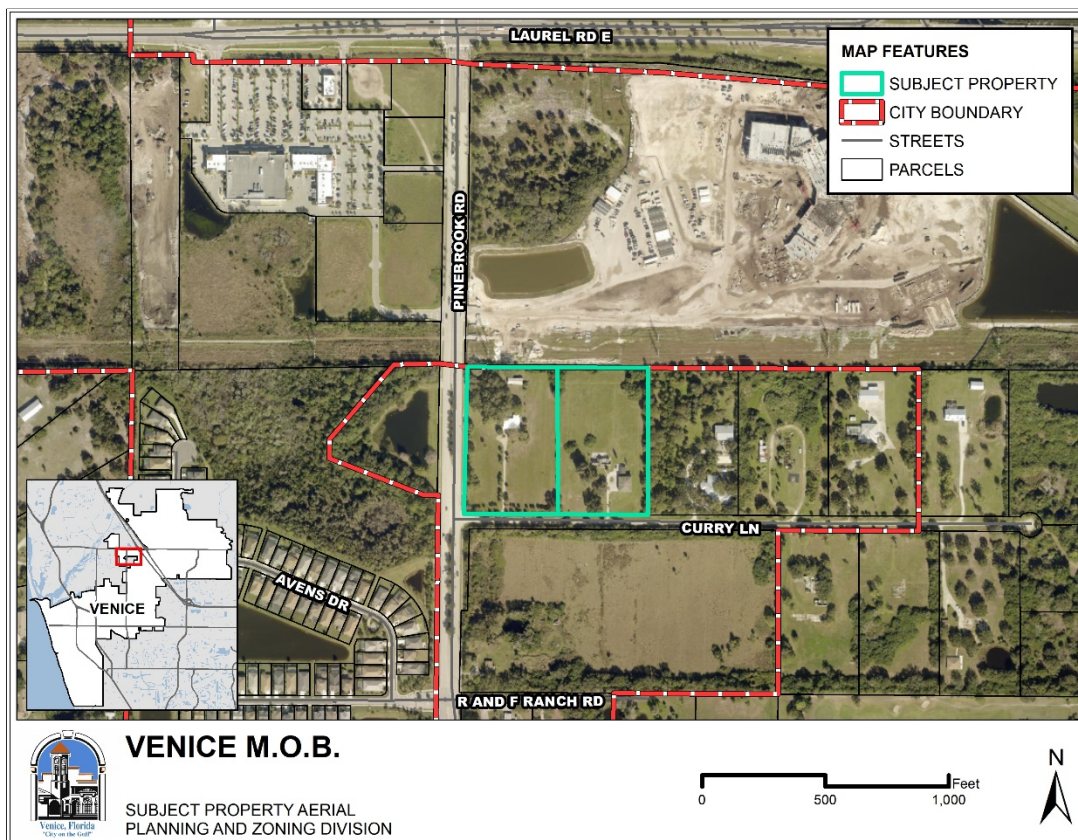 LAUREL RD E
MAP FEATURES
SUBJECT PROPERTY
CITY BOUNDARY
STREETS
PARCELS
PINEBROOK RD
CURRY LN
AVENS DR
VENICE
R AND F RANCH RD
VENICE M.O.B.
SUBJECT PROPERTY AERIAL
PLANNING AND ZONING DIVISION
Venice, Florida
"City on the Gulf"
Feet
0 500 1,000
N